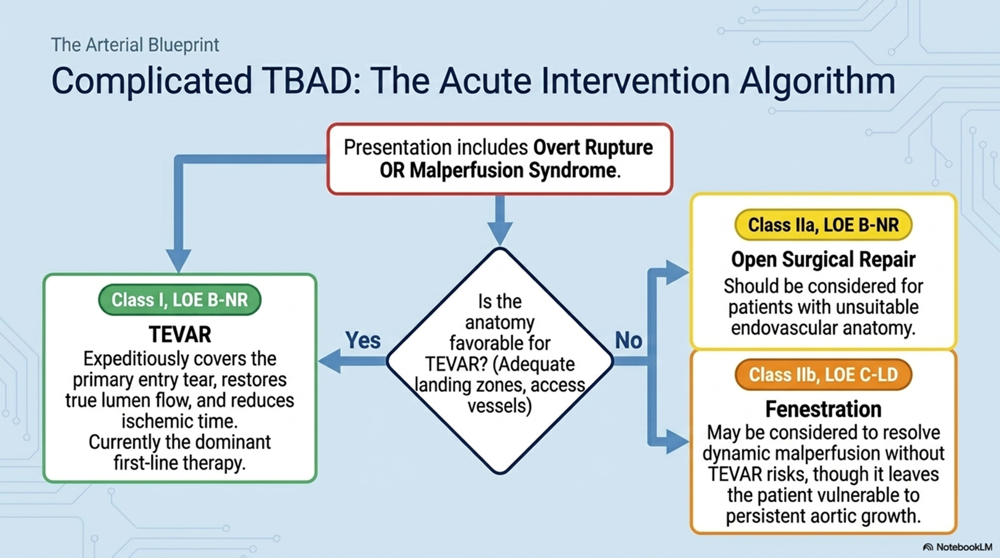 The Arterial Blueprint
Complicated TBAD: The Acute Intervention Algorithm
Presentation includes Overt Rupture
OR Malperfusion Syndrome.
Class I, LOE B-NR
TEVAR
Expeditiously covers the
primary entry tear, restores
true lumen flow, and reduces
ischemic time.
Currently the dominant
first-line therapy.
Yes
Is the
anatomy
favorable for
TEVAR? (Adequate
landing zones, access
vessels)
No
Class IIa, LOE B-NR
Open Surgical Repair
Should be considered for
patients with unsuitable
endovascular anatomy.
Class IIb, LOE C-LD
Fenestration
May be considered to resolve
dynamic malperfusion without
TEVAR risks, though it leaves
the patient vulnerable to
persistent aortic growth.
NotebookLM